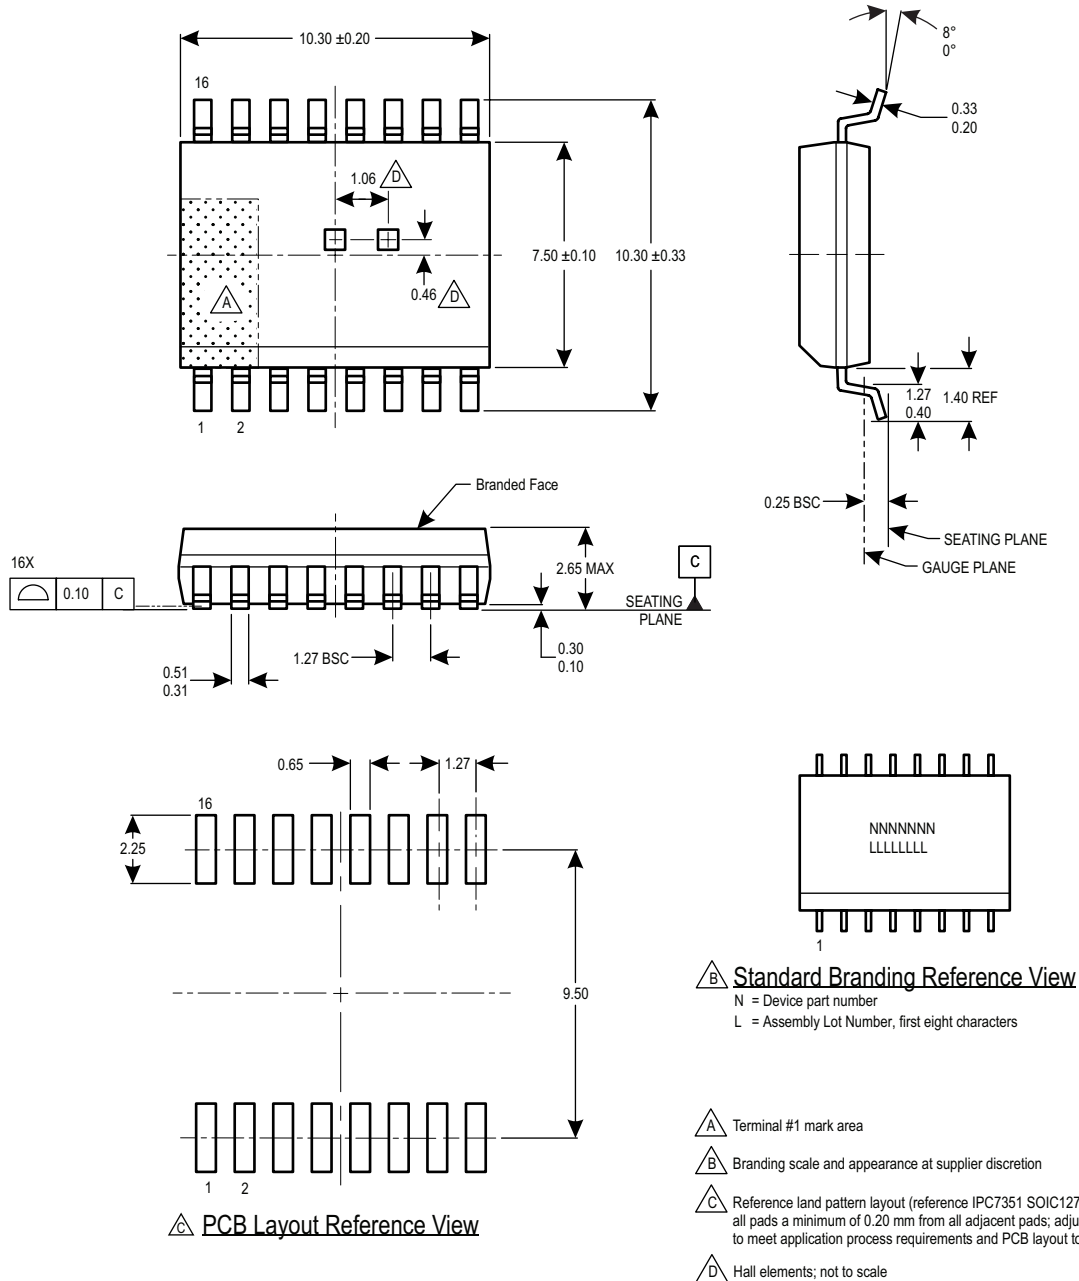 10.30 ±0.20
16
1.06 D
7.50 ±0.10
10.30 ±0.33
0.46 D
A
1 2
8°
0°
0.33
0.20
1.27
0.40
1.40 REF
0.25 BSC
SEATING PLANE
GAUGE PLANE
Branded Face
16X
0.10 C
2.65 MAX
C
SEATING
PLANE
1.27 BSC
0.30
0.10
0.51
0.31
0.65
1.27
16
2.25
9.50
1 2
C PCB Layout Reference View
NNNNNNN
LLLLLLLL
1
B Standard Branding Reference View
N = Device part number
L = Assembly Lot Number, first eight characters
A Terminal #1 mark area
B Branding scale and appearance at supplier discretion
C Reference land pattern layout (reference IPC7351 SOIC127
all pads a minimum of 0.20 mm from all adjacent pads; adju
to meet application process requirements and PCB layout to
D Hall elements; not to scale